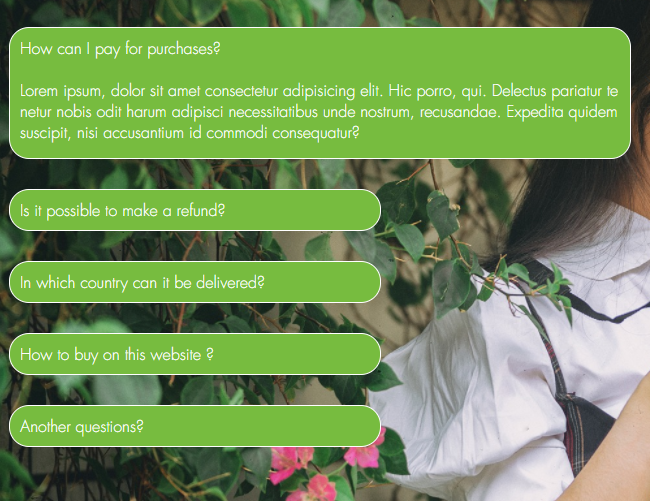 How can I pay for purchases?
Lorem ipsum, dolor sit amet consectetur adipisicing elit. Hic porro, qui. Delectus pariatur te
netur nobis odit harum adipisci necessitatibus unde nostrum, recusandae. Expedita quidem
suscipit, nisi accusantium id commodi consequatur?
Is it possible to make a refund?
In which country can it be delivered?
How to buy on this website ?
Another questions?